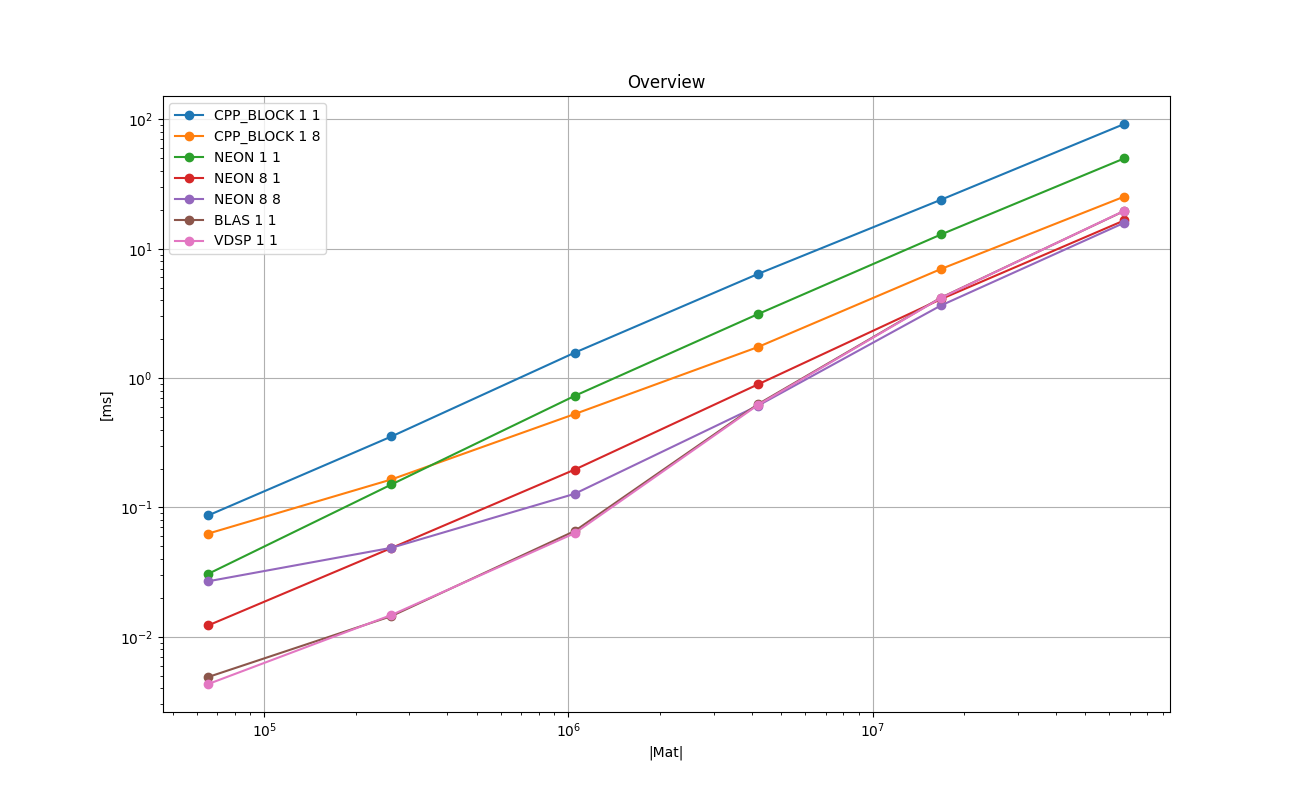 Overview
CPP_BLOCK 1 1
CPP_BLOCK 1 8
NEON 1 1
NEON 8 1
NEON 8 8
BLAS 1 1
VDSP 1 1
10²
10¹
10⁰
10⁻¹
10⁻²
[ms]
10⁵ 10⁶ 10⁷
|Mat|